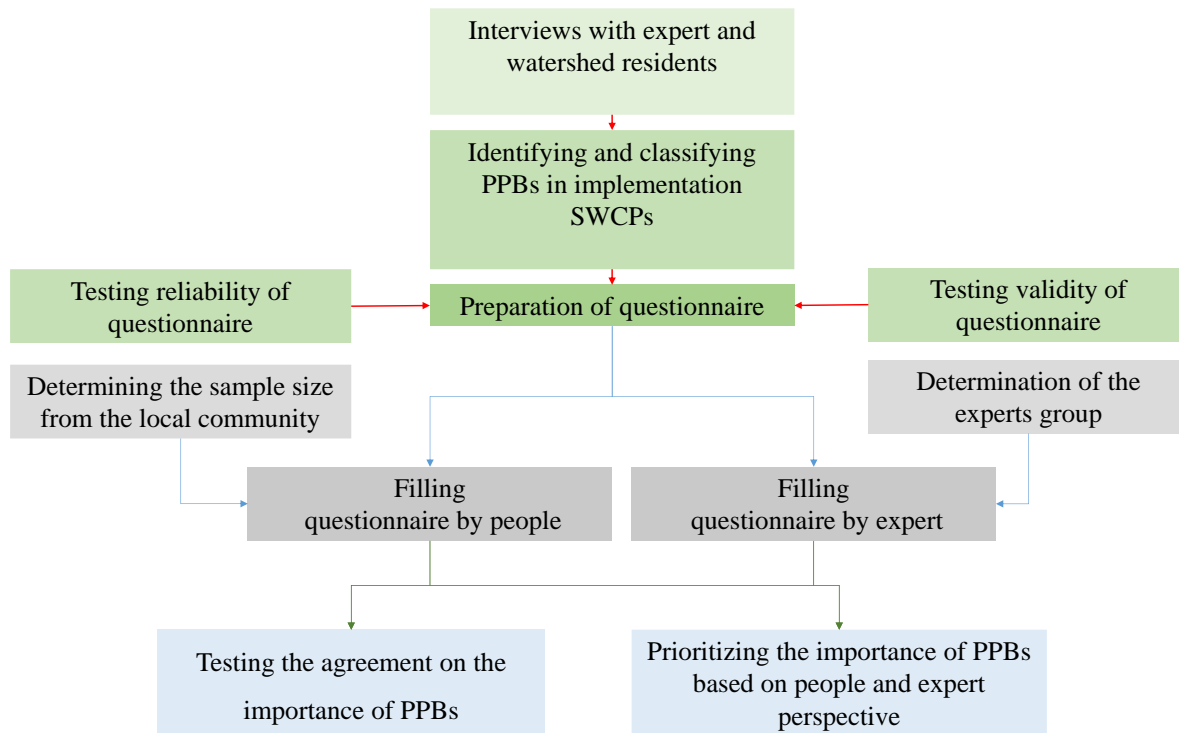 Interviews with expert and
watershed residents
Identifying and classifying
PPBs in implementation
SWCPs
Testing reliability of
questionnaire
Preparation of questionnaire
Testing validity of
questionnaire
Determining the sample size
from the local community
Determination of the
experts group
Filling
questionnaire by people
Filling
questionnaire by expert
Testing the agreement on the
importance of PPBs
Prioritizing the importance of PPBs
based on people and expert
perspective